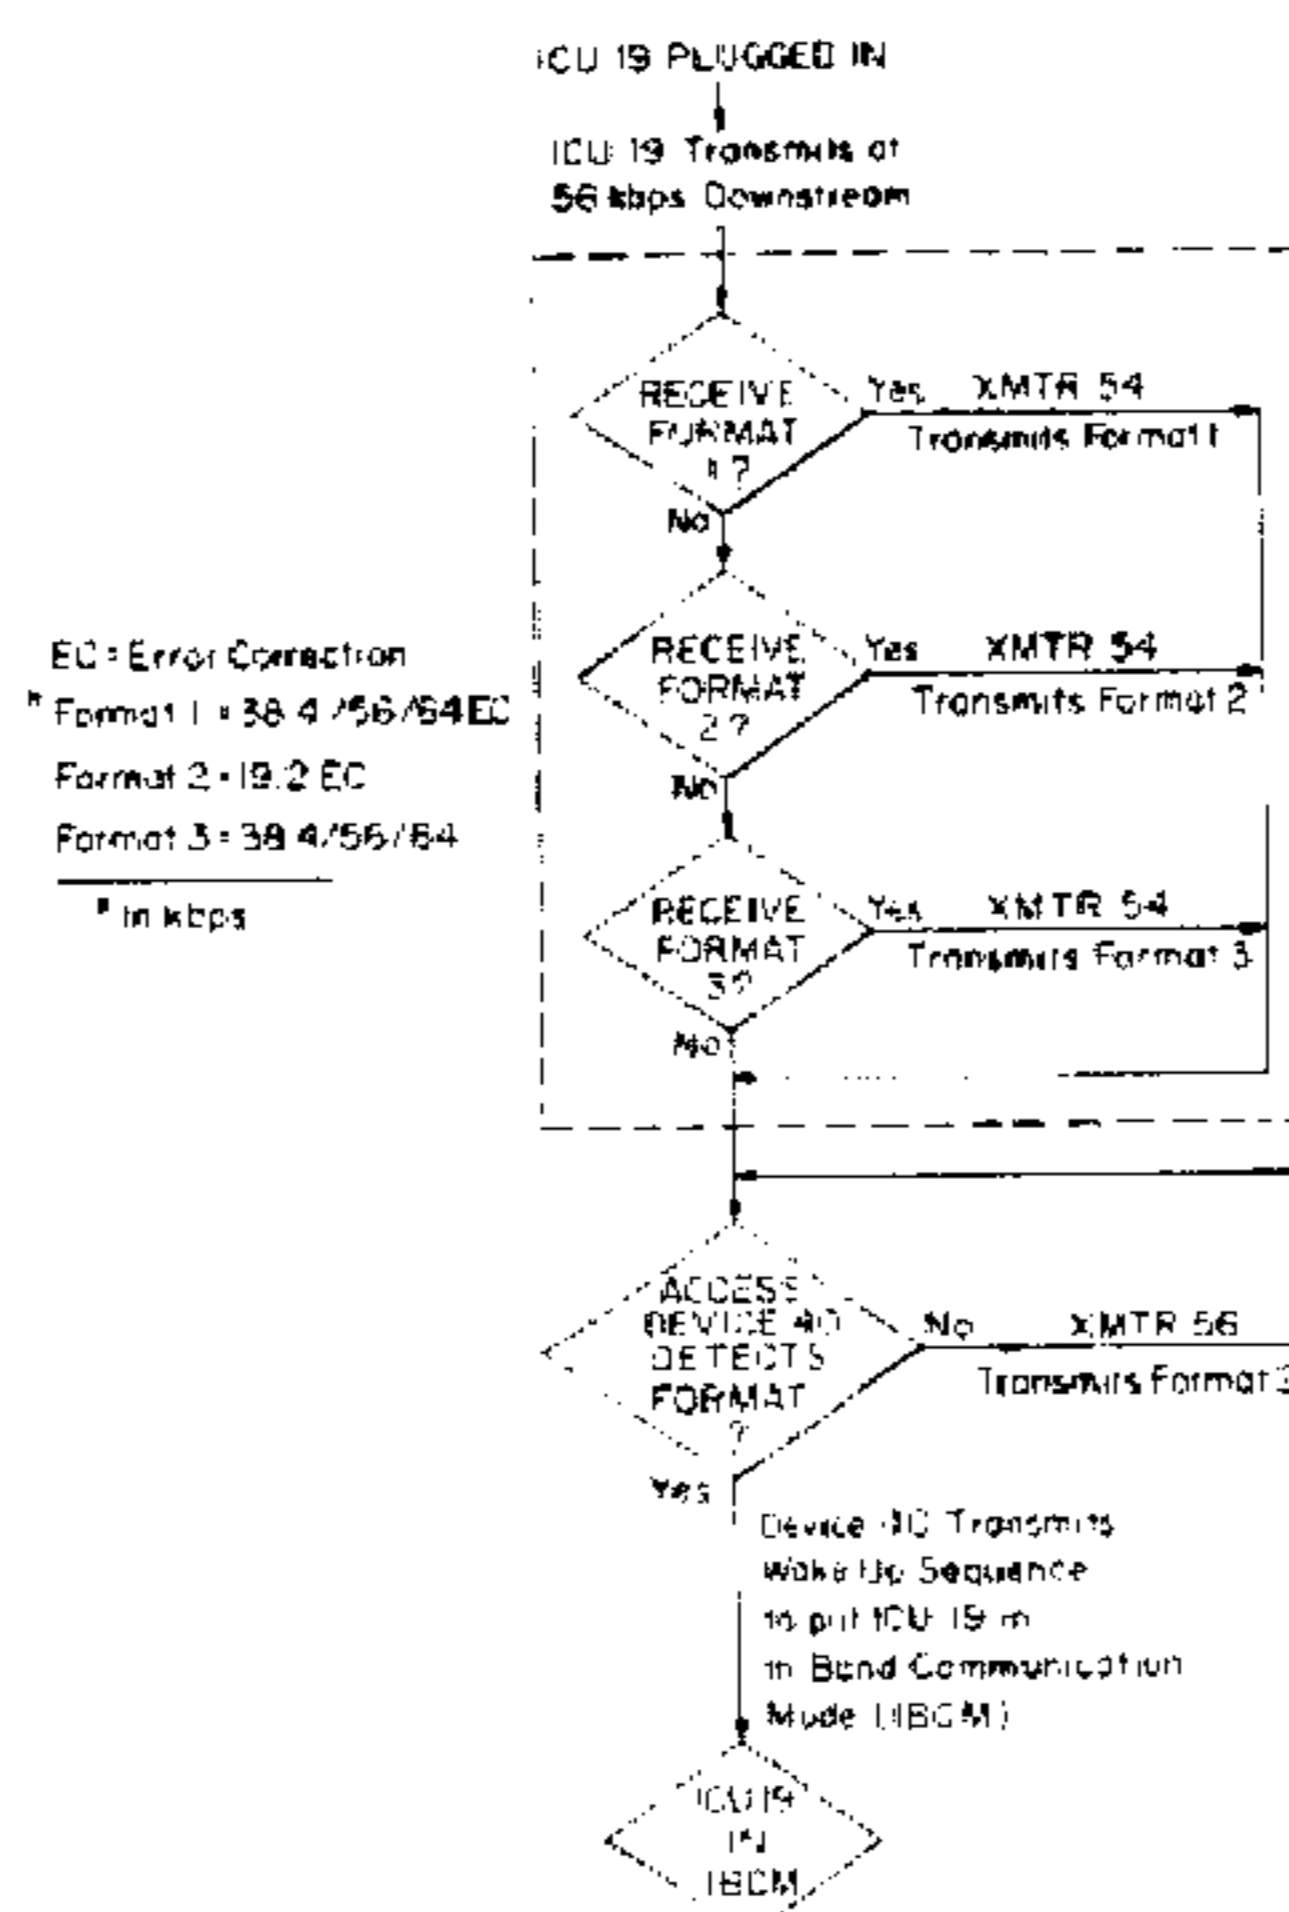 ICU 19 PLUGGED IN
ICU 19 Transmits at
56 kbps Downstream
RECEIVE
FORMAT
1?
Yes XMTR 54
Transmits Format 1
No
RECEIVE
FORMAT
2?
Yes XMTR 54
Transmits Format 2
No
EC = Error Correction
* Format 1 = 38.4/56/64 EC
Format 2 = 19.2 EC
Format 3 = 38.4/56/64
* in kbps
RECEIVE
FORMAT
3?
Yes XMTR 54
Transmits Format 3
No
ACCESS
DEVICE 40
DETECTS
FORMAT
?
No XMTR 56
Transmits Format
Yes
Device 40 Transmits
Wake Up Sequence
to put ICU 19 in
in Band Communication
Mode (IBCM)
ICU 19
IN
IBCM